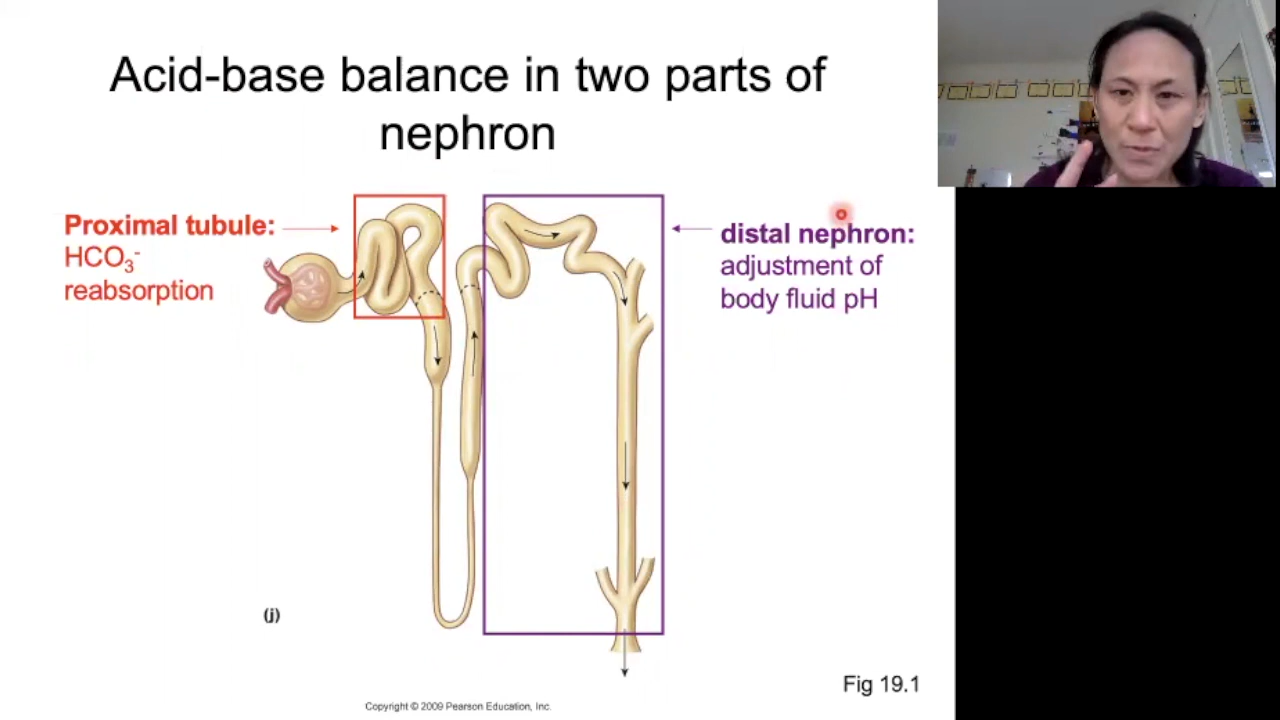 Acid-base balance in two parts of
nephron
Proximal tubule:
HCO₃⁻
reabsorption
distal nephron:
adjustment of
body fluid pH
(j)
Fig 19.1
Copyright © 2009 Pearson Education, Inc.